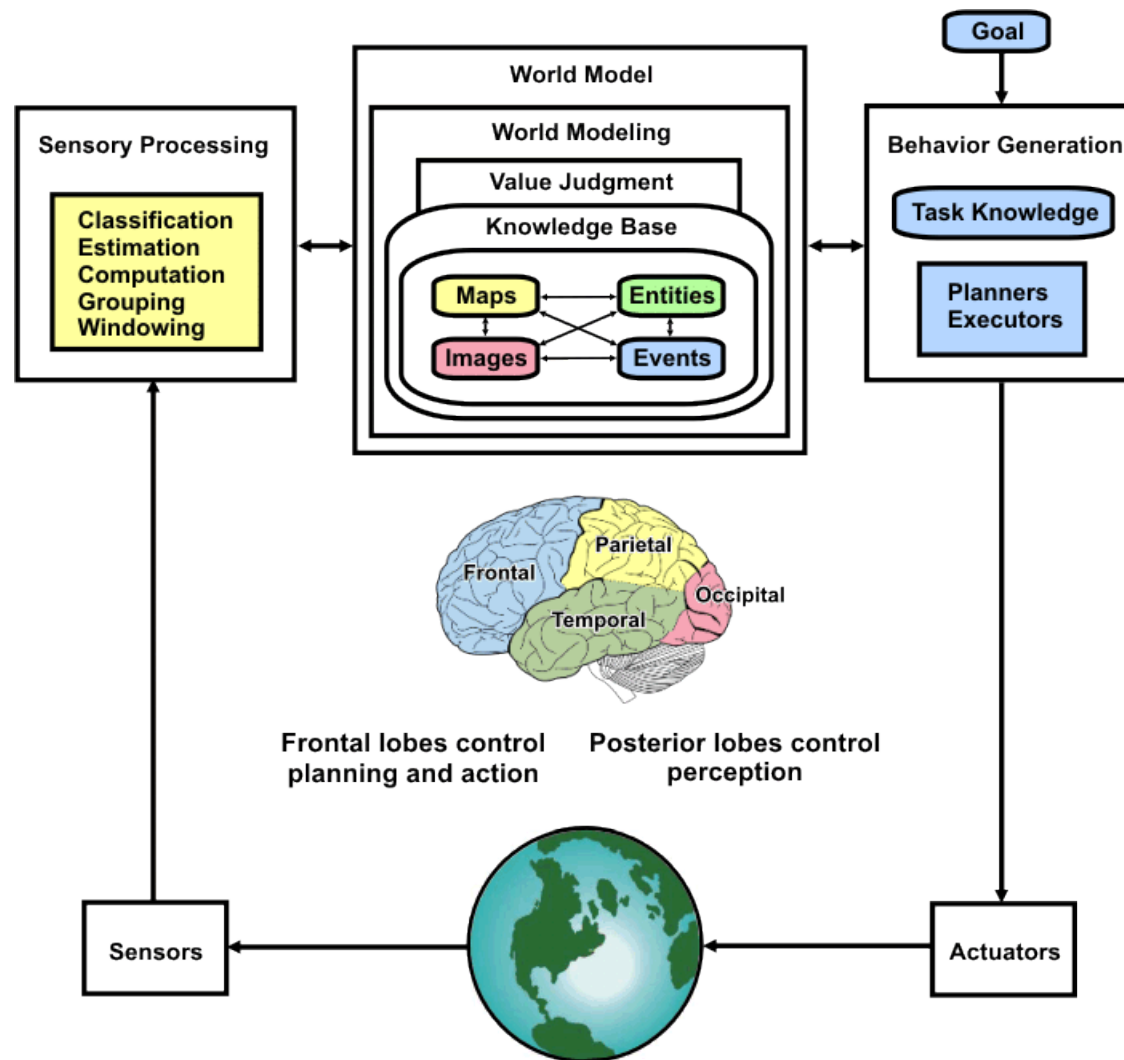 Goal
World Model
Sensory Processing
World Modeling
Behavior Generation
Value Judgment
Classification
Estimation
Computation
Grouping
Windowing
Knowledge Base
Task Knowledge
Maps
Entities
Images
Events
Planners
Executors
Frontal
Parietal
Occipital
Temporal
Frontal lobes control
planning and action
Posterior lobes control
perception
Sensors
Actuators